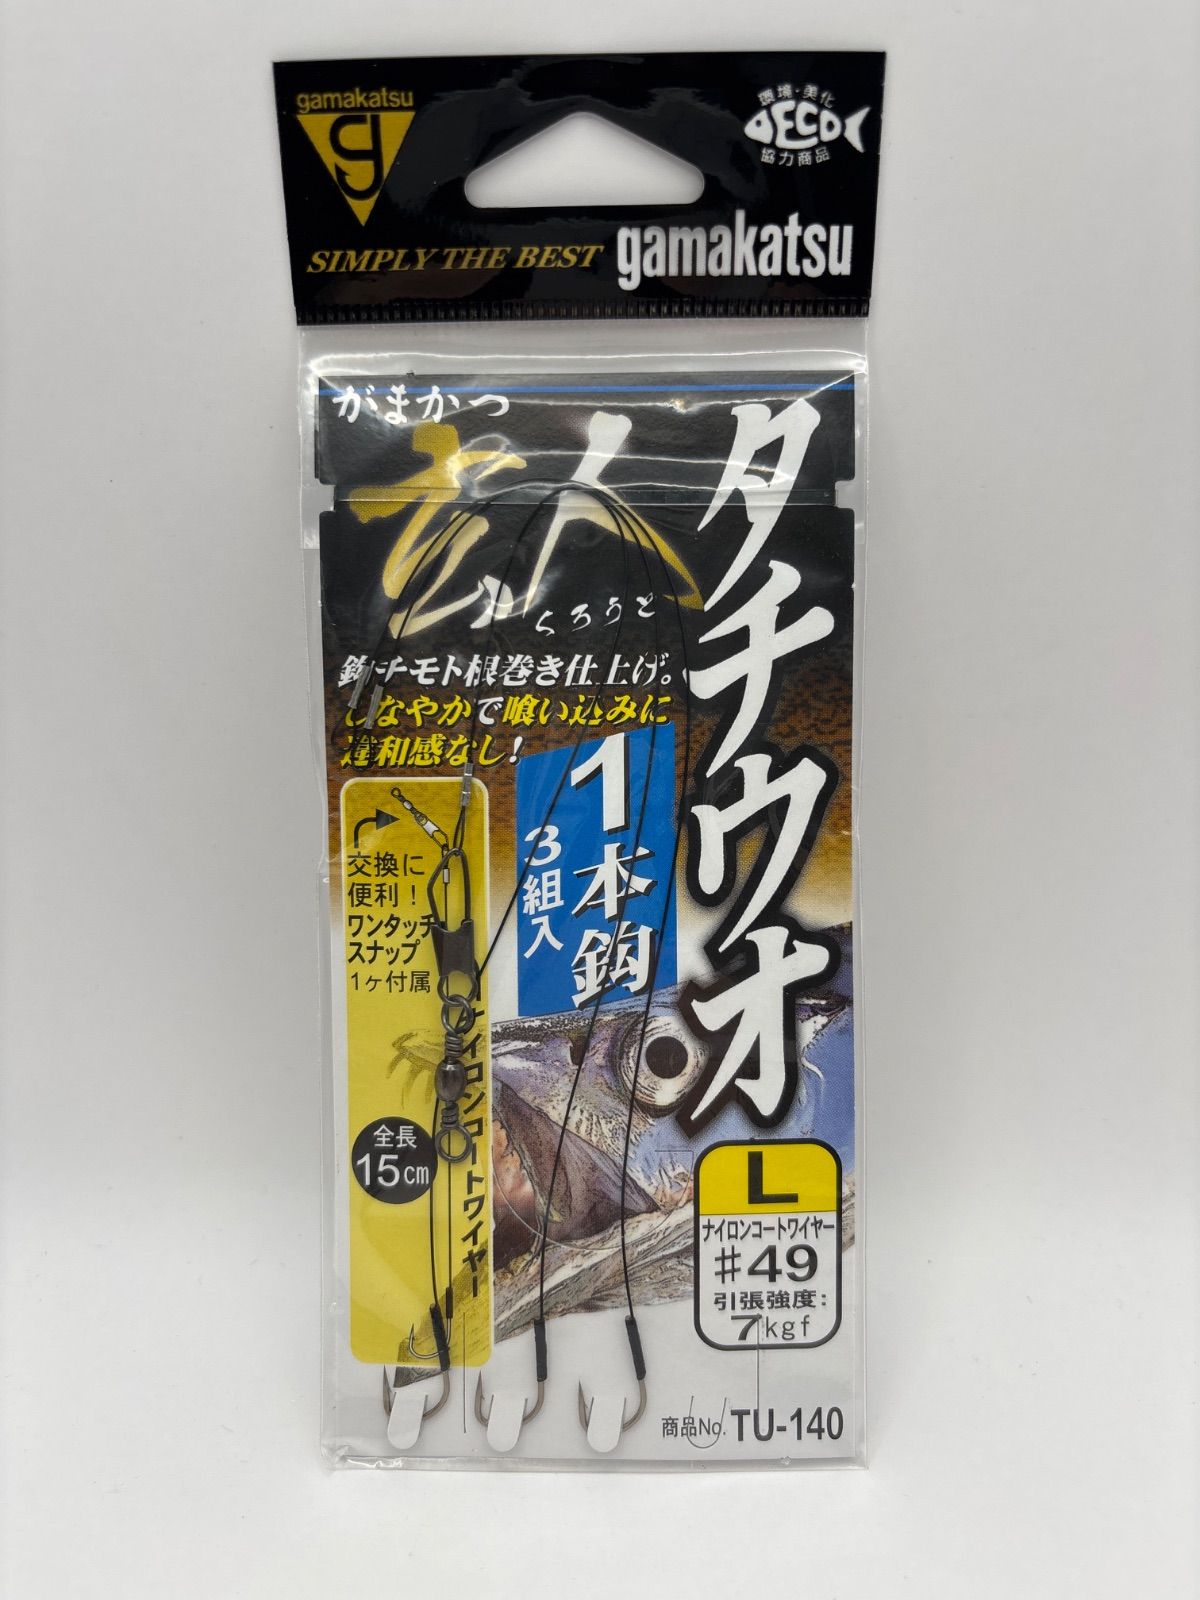 gamakatsu
環境・美化
ECO
協力商品
SIMPLY THE BEST
gamakatsu
がまかつ
玄人
くろうと
タチウオ
鈎チモト根巻き仕上げ。
しなやかで喰い込みに
違和感なし!
1本鈎
3組入
交換に
便利!
ワンタッチ
スナップ
1ヶ付属
ナイロンコートワイヤー
全長
15cm
L
ナイロンコートワイヤー
#49
引張強度:
7kgf
商品No. TU-140